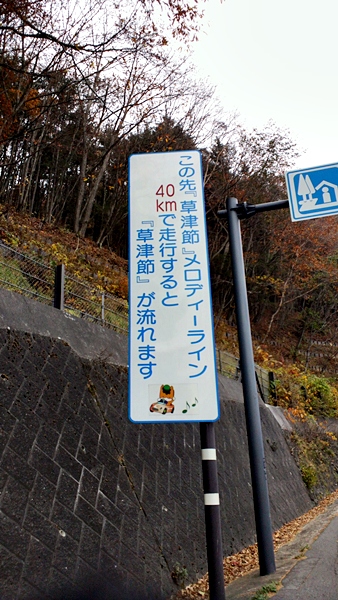 この先『草津節』メロディーライン
40kmで走行すると
『草津節』が流れます